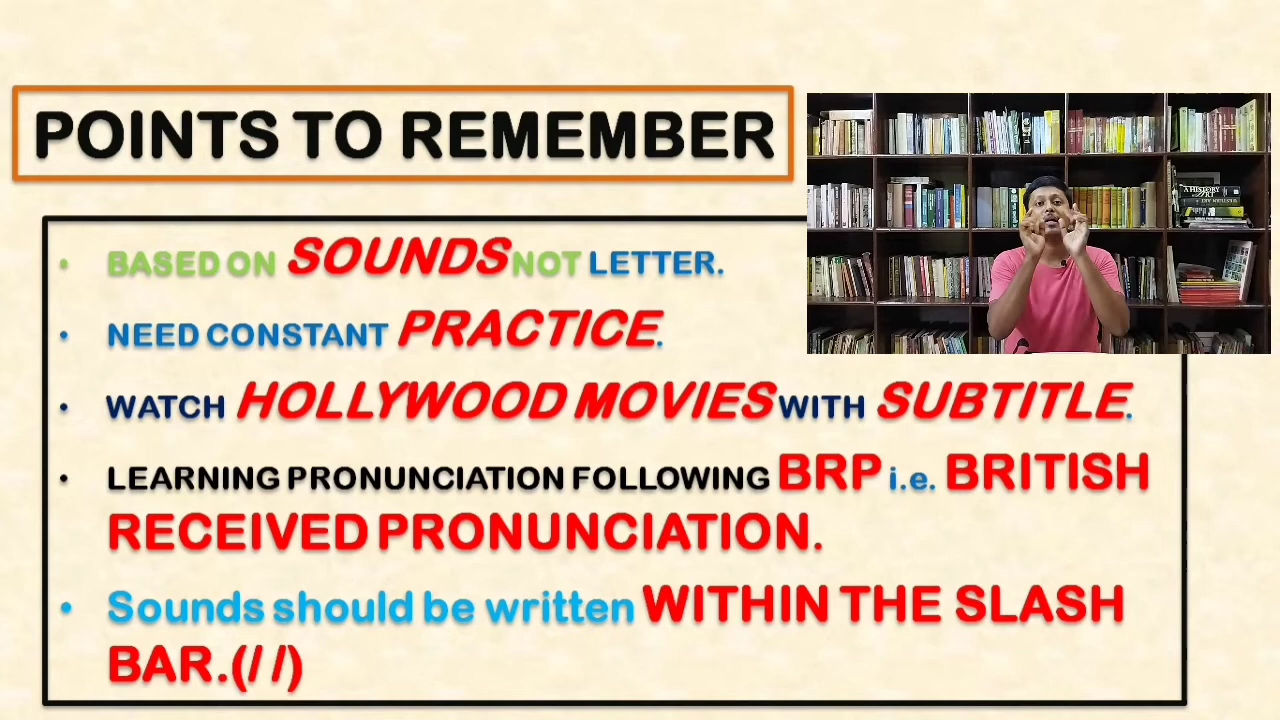 POINTS TO REMEMBER
• BASED ON SOUNDS NOT LETTER.
• NEED CONSTANT PRACTICE.
• WATCH HOLLYWOOD MOVIES WITH SUBTITLE.
• LEARNING PRONUNCIATION FOLLOWING BRP i.e. BRITISH
RECEIVED PRONUNCIATION.
• Sounds should be written WITHIN THE SLASH
BAR.(/ /)
A HISTORY